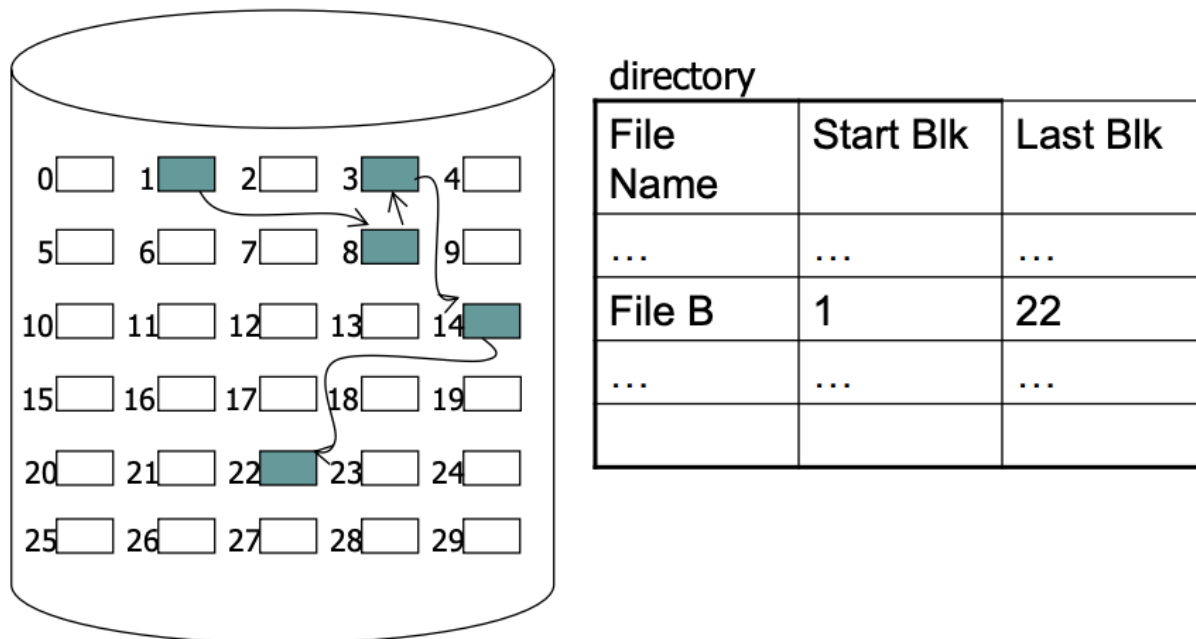 directory
File Name Start Blk Last Blk
… … …
File B 1 22
… … …
0 1 2 3 4
5 6 7 8 9
10 11 12 13 14
15 16 17 18 19
20 21 22 23 24
25 26 27 28 29